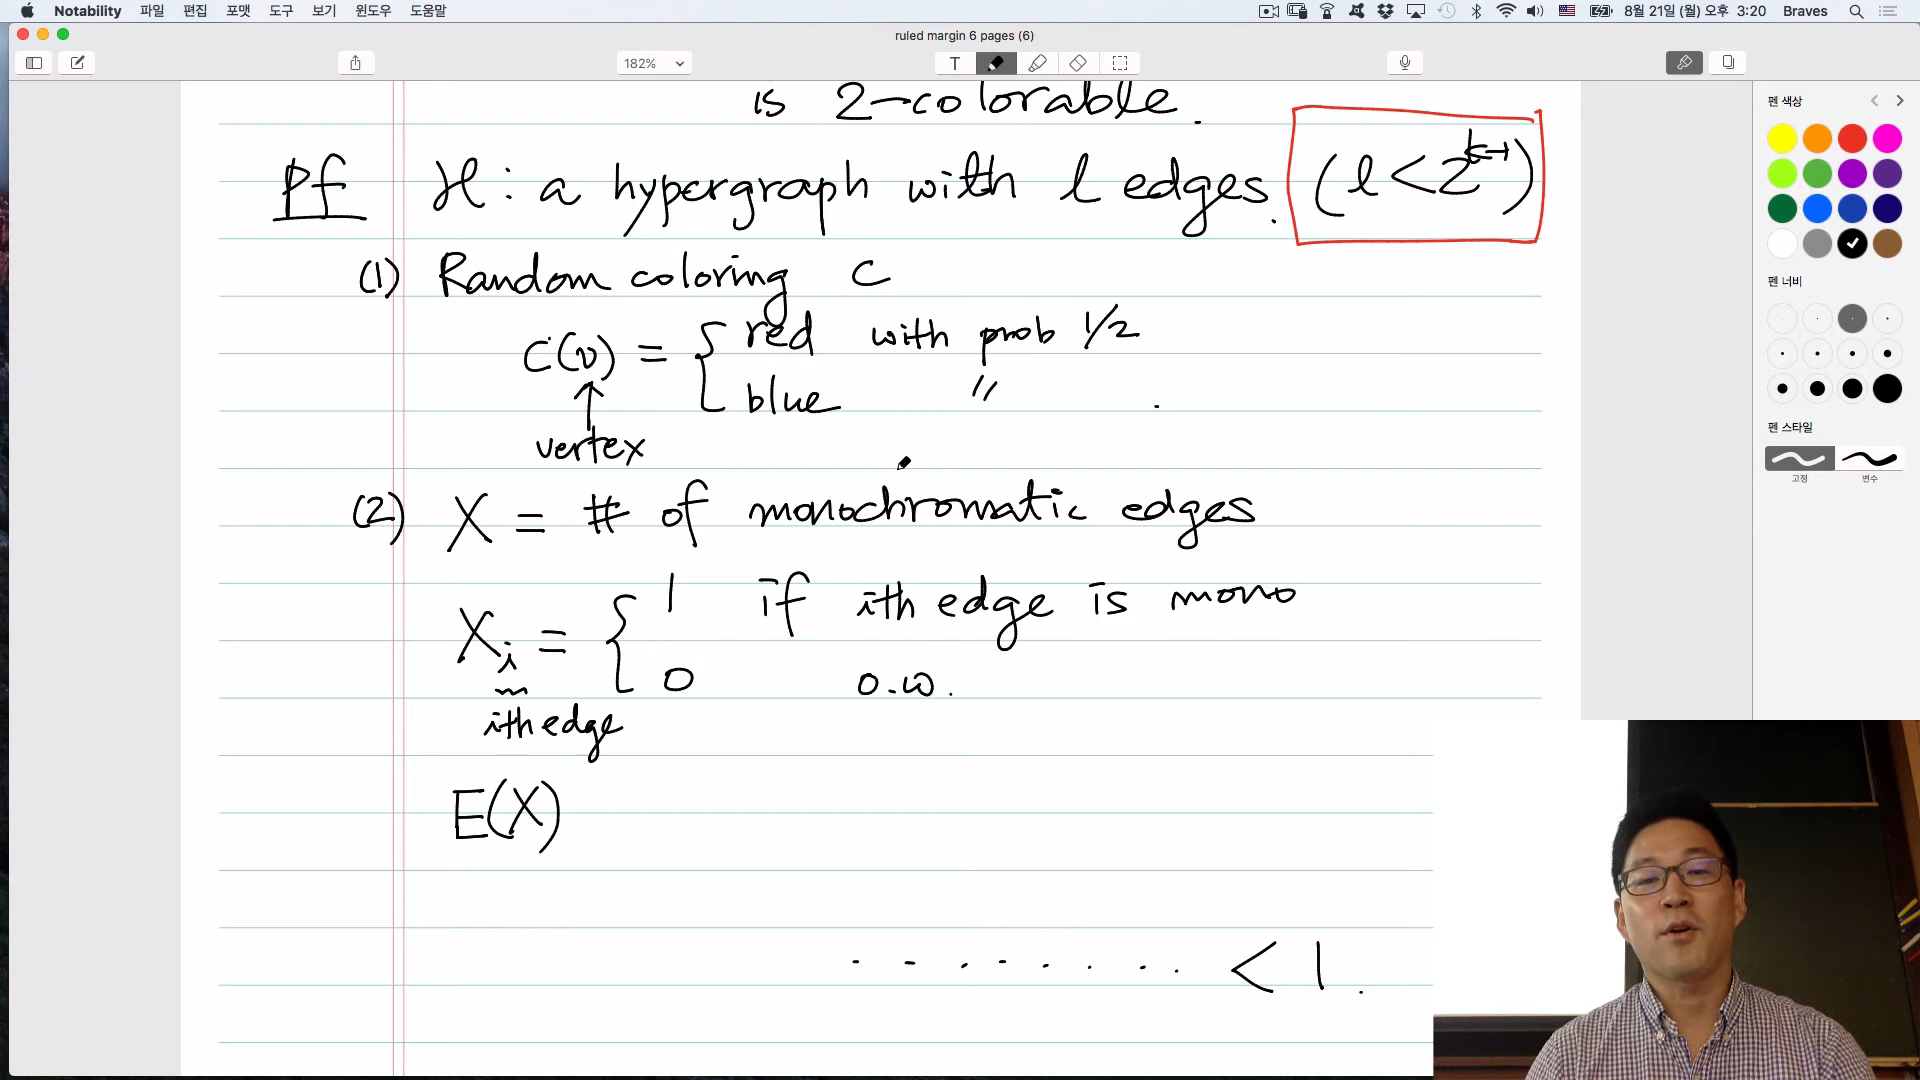 Notability 파일 편집 포맷 도구 보기 윈도우 도움말 8월 21일 (월) 오후 3:20 Braves
ruled margin 6 pages (6)
182% T
is 2-colorable.
Pf H: a hypergraph with l edges. (l < 2^{k-1})
(1) Random coloring C
C(v) = { red with prob 1/2
blue "
vertex
(2) X = # of monochromatic edges
X_i = { 1 if ith edge is mono
0 o.w.
ith edge
E(X)
........ < 1.
펜 색상
펜 너비
펜 스타일
고정 변수